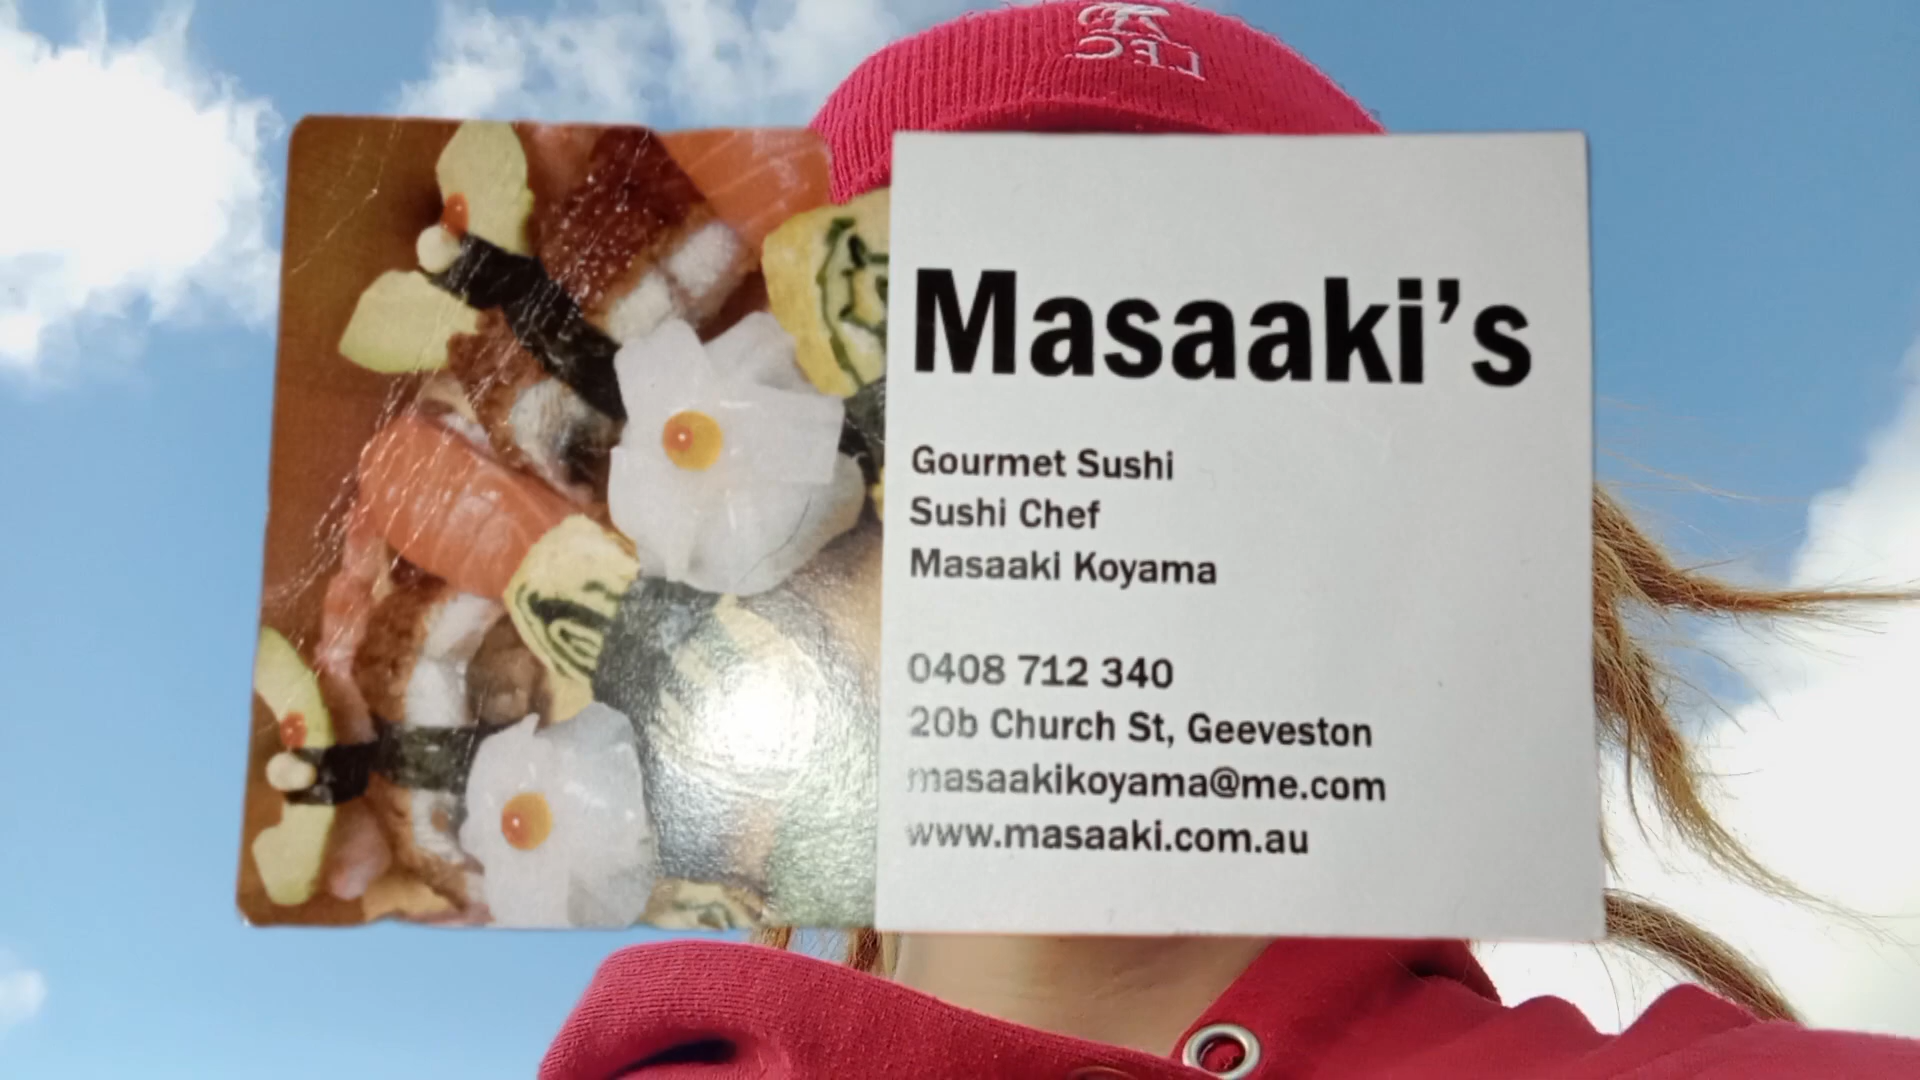 LFC
Masaaki's
Gourmet Sushi
Sushi Chef
Masaaki Koyama
0408 712 340
20b Church St, Geeveston
masaakikoyama@me.com
www.masaaki.com.au